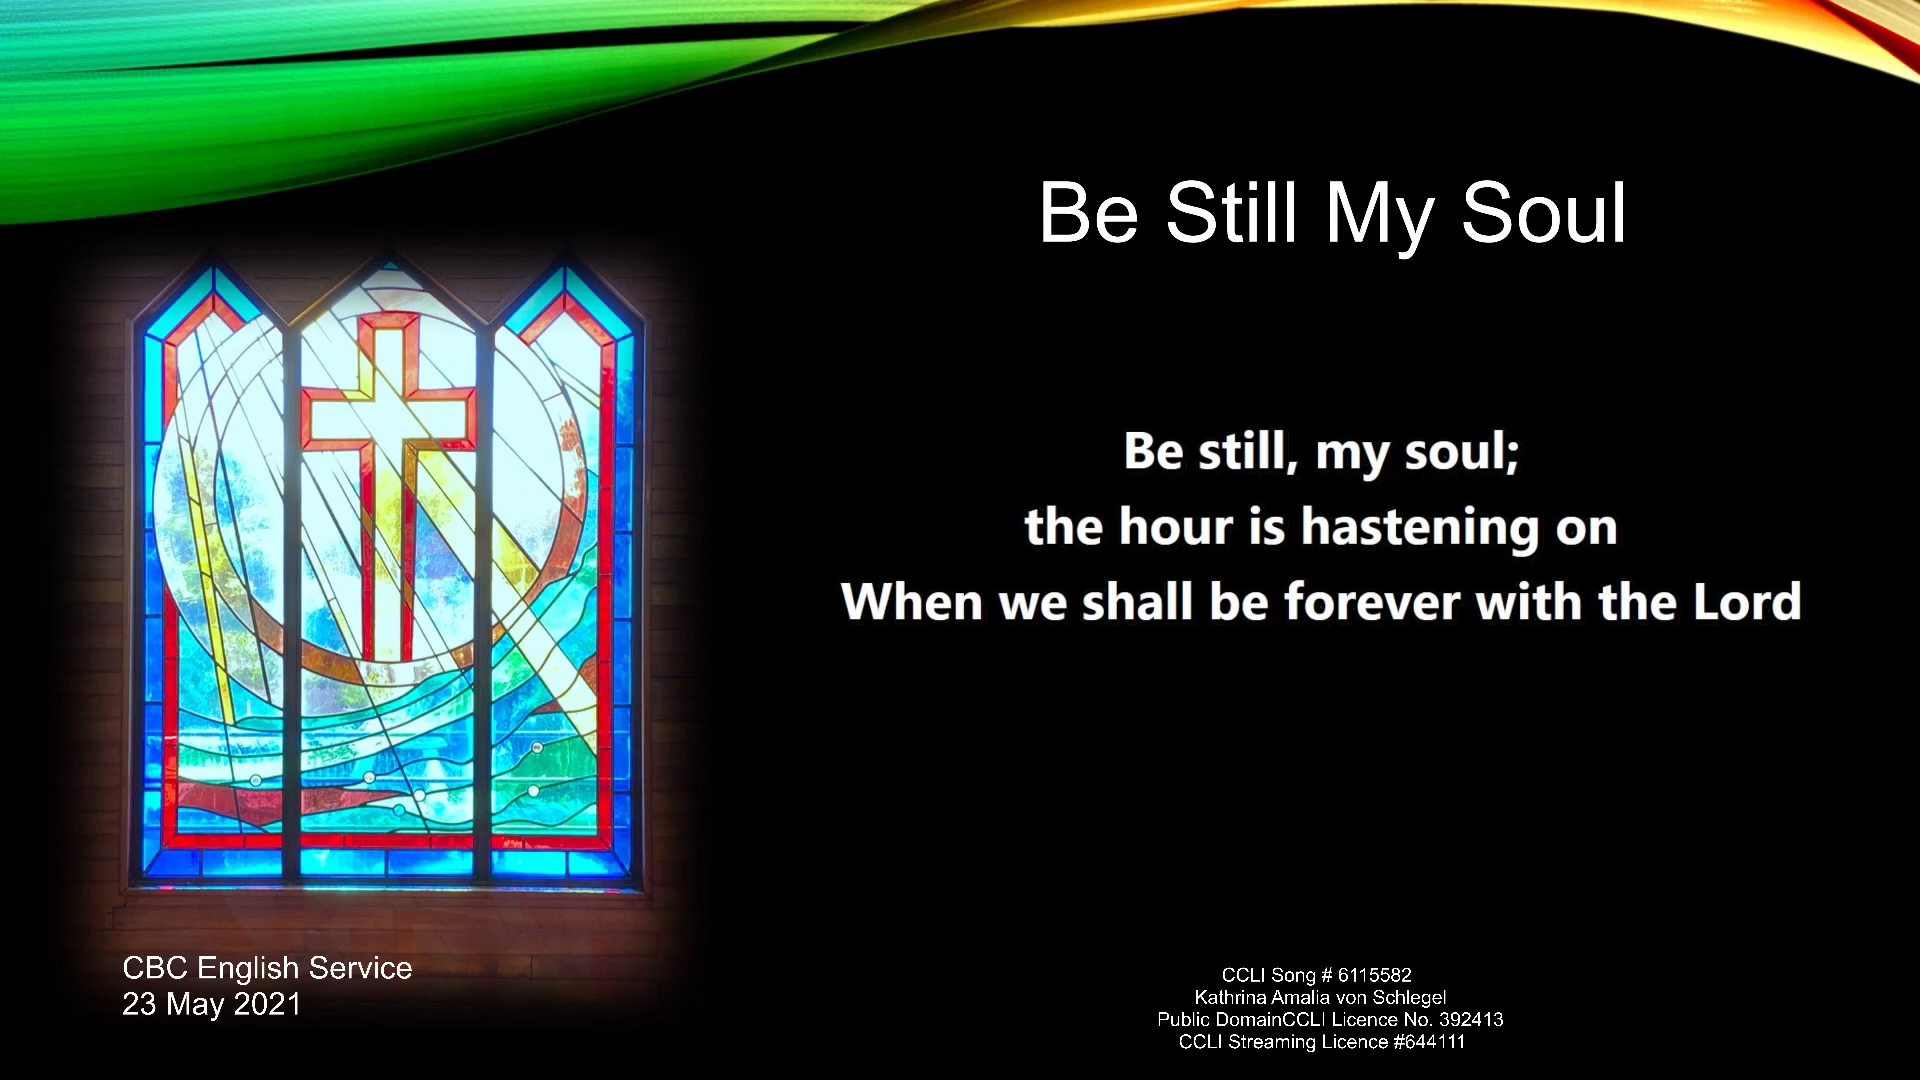 Be Still My Soul
Be still, my soul;
the hour is hastening on
When we shall be forever with the Lord
CBC English Service
23 May 2021
CCLI Song # 6115582
Kathrina Amalia von Schlegel
Public DomainCCLI Licence No. 392413
CCLI Streaming Licence #644111